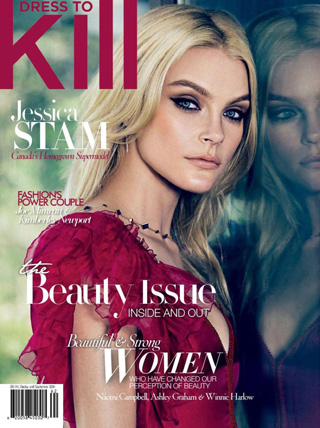 DRESS TO
kill
Jessica
STAM
Canada's Homegrown Supermodel
FASHION'S
POWER COUPLE
Joe Mimran &
Kimberley Newport
the
Beauty Issue
INSIDE AND OUT
Beautiful & Strong
WOMEN
WHO HAVE CHANGED OUR
PERCEPTION OF BEAUTY
Naomi Campbell, Ashley Graham & Winnie Harlow